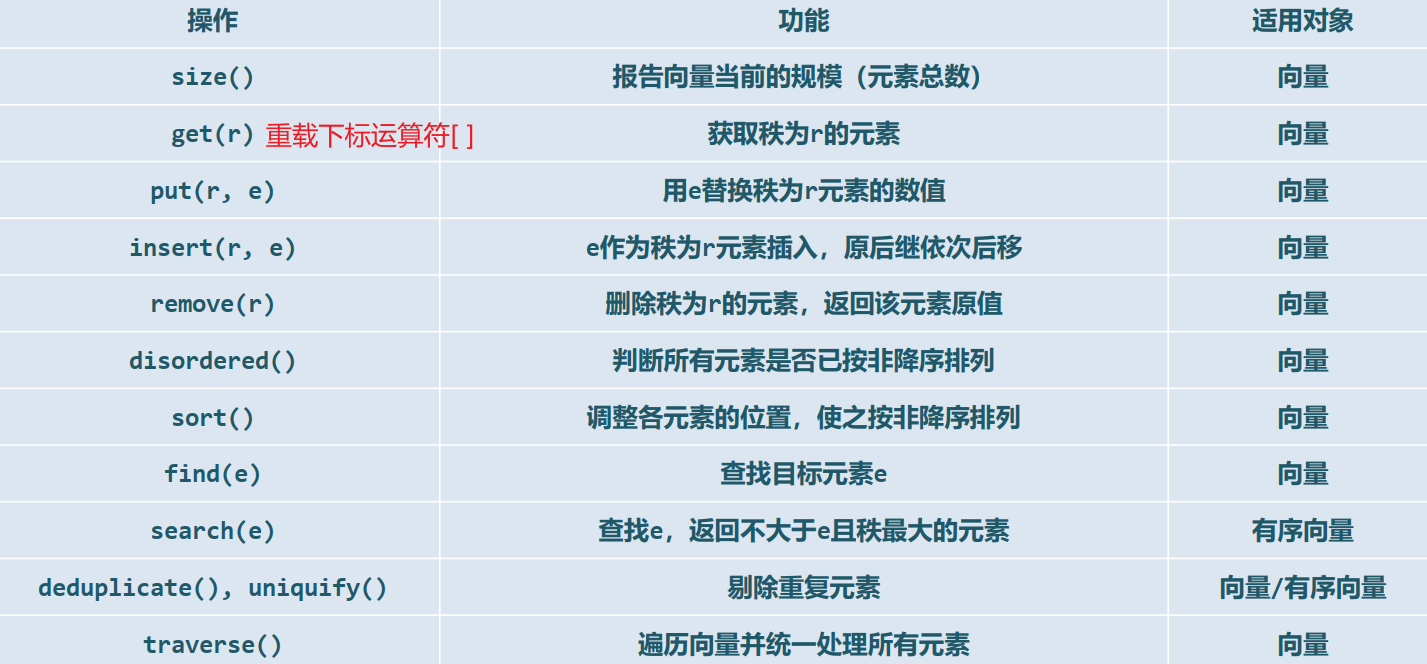 操作 功能 适用对象
size() 报告向量当前的规模（元素总数） 向量
get(r) 重载下标运算符[ ] 获取秩为r的元素 向量
put(r, e) 用e替换秩为r元素的数值 向量
insert(r, e) e作为秩为r元素插入，原后继依次后移 向量
remove(r) 删除秩为r的元素，返回该元素原值 向量
disordered() 判断所有元素是否已按非降序排列 向量
sort() 调整各元素的位置，使之按非降序排列 向量
find(e) 查找目标元素e 向量
search(e) 查找e，返回不大于e且秩最大的元素 有序向量
deduplicate(), uniquify() 剔除重复元素 向量/有序向量
traverse() 遍历向量并统一处理所有元素 向量